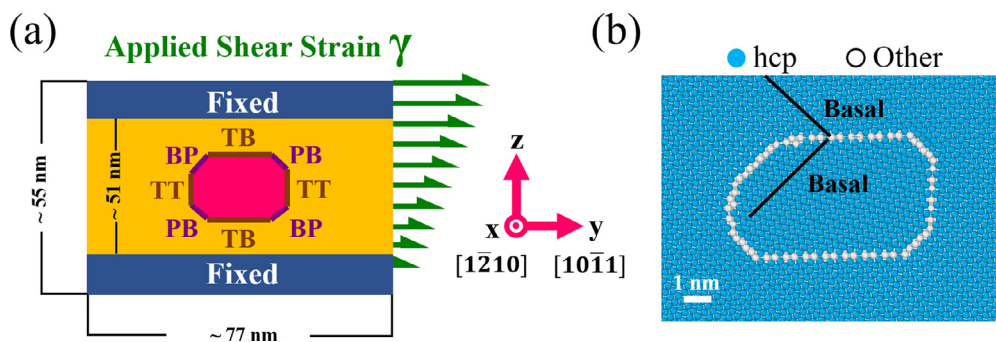 (a)
Applied Shear Strain γ
Fixed
TB
BP
PB
TT
TT
PB
BP
TB
Fixed
~ 55 nm
~ 51 nm
~ 77 nm
z
x
y
[12̅10]
[101̅1]
(b)
hcp
Other
Basal
Basal
1 nm